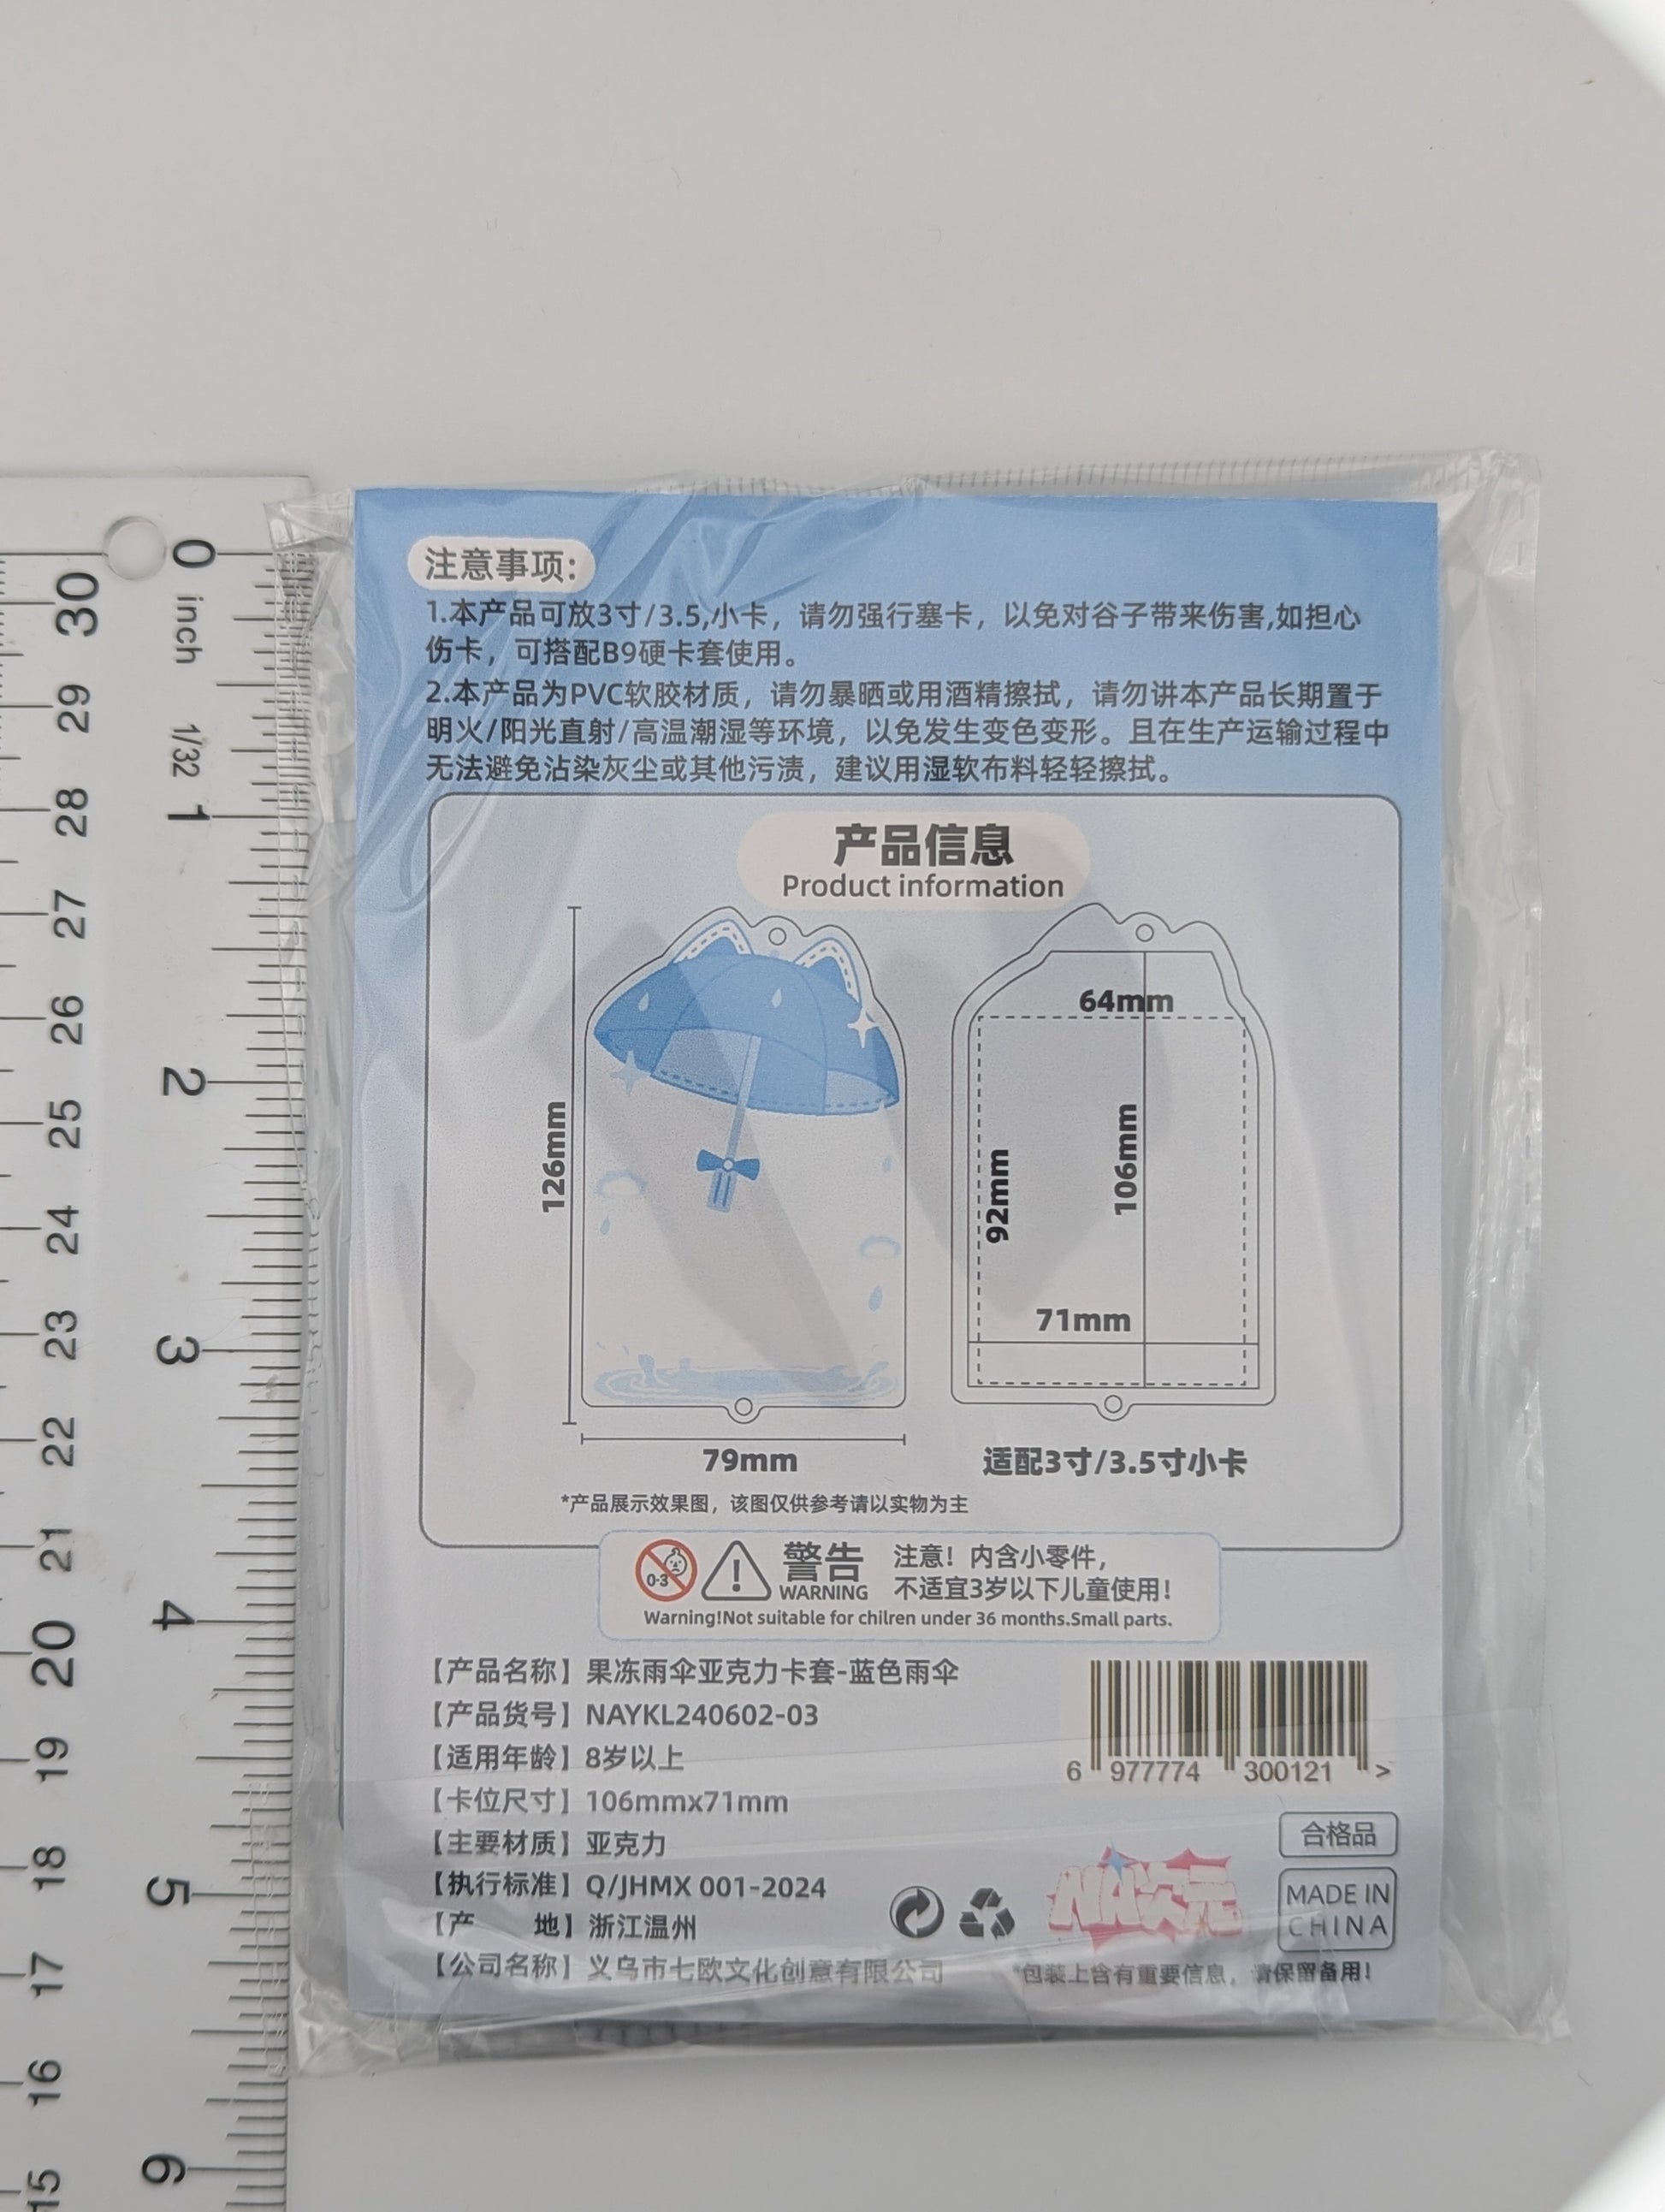 0
inch
1/32
1
2
3
4
5
6
30
29
28
27
26
25
24
23
22
21
20
19
18
17
16
15
注意事项:
1.本产品可放3寸/3.5,小卡，请勿强行塞卡，以免对谷子带来伤害,如担心
伤卡，可搭配B9硬卡套使用。
2.本产品为PVC软胶材质，请勿暴晒或用酒精擦拭，请勿讲本产品长期置于
明火/阳光直射/高温潮湿等环境，以免发生变色变形。且在生产运输过程中
无法避免沾染灰尘或其他污渍，建议用湿软布料轻轻擦拭。
产品信息
Product information
126mm
79mm
64mm
92mm
106mm
71mm
适配3寸/3.5寸小卡
*产品展示效果图，该图仅供参考请以实物为主
0-3
警告
WARNING
注意！内含小零件，
不适宜3岁以下儿童使用！
Warning!Not suitable for chilren under 36 months.Small parts.
【产品名称】果冻雨伞亚克力卡套-蓝色雨伞
【产品货号】NAYKL240602-03
【适用年龄】8岁以上
【卡位尺寸】106mmx71mm
【主要材质】亚克力
【执行标准】Q/JHMX 001-2024
【产　　地】浙江温州
【公司名称】义乌市七欧文化创意有限公司
6 977774 300121 >
合格品
NA次元
MADE IN
CHINA
*包装上含有重要信息，请保留备用！